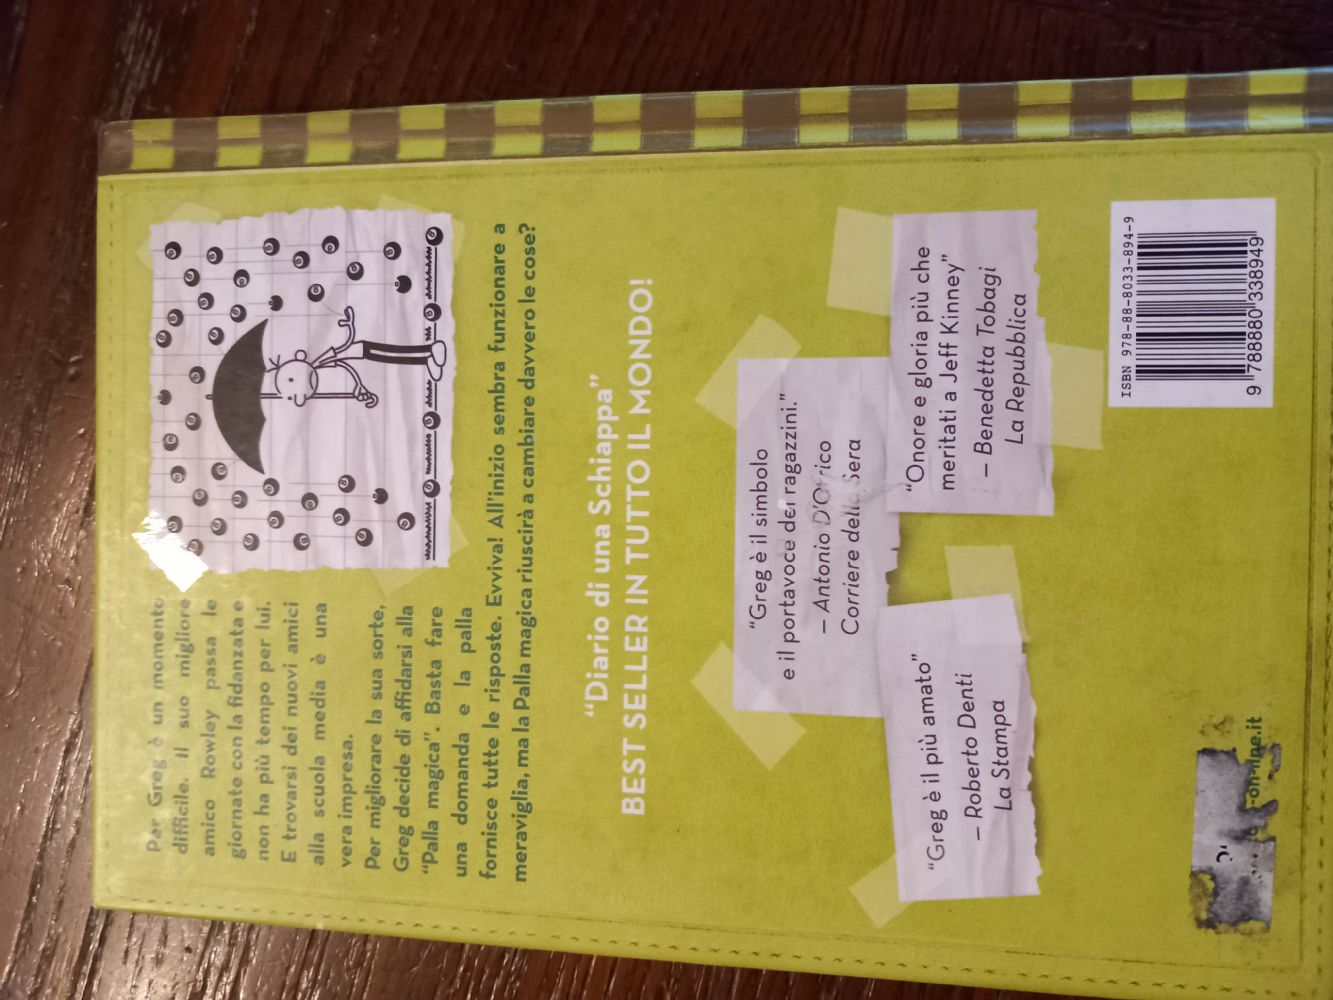 Per Greg è un momento
difficile. Il suo migliore
amico Rowley passa le
giornate con la fidanzata e
non ha più tempo per lui.
E trovarsi dei nuovi amici
alla scuola media è una
vera impresa.
Per migliorare la sua sorte,
Greg decide di affidarsi alla
“Palla magica”. Basta fare
una domanda e la palla
fornisce tutte le risposte. Evviva! All’inizio sembra funzionare a
meraviglia, ma la Palla magica riuscirà a cambiare davvero le cose?
“Diario di una Schiappa”
BEST SELLER IN TUTTO IL MONDO!
“Greg è il simbolo
e il portavoce dei ragazzini.”
– Antonio D’Orrico
Corriere della Sera
“Onore e gloria più che
meritati a Jeff Kinney”
– Benedetta Tobagi
La Repubblica
“Greg è il più amato”
– Roberto Denti
La Stampa
ISBN 978-88-8033-894-9
9 788880 338949